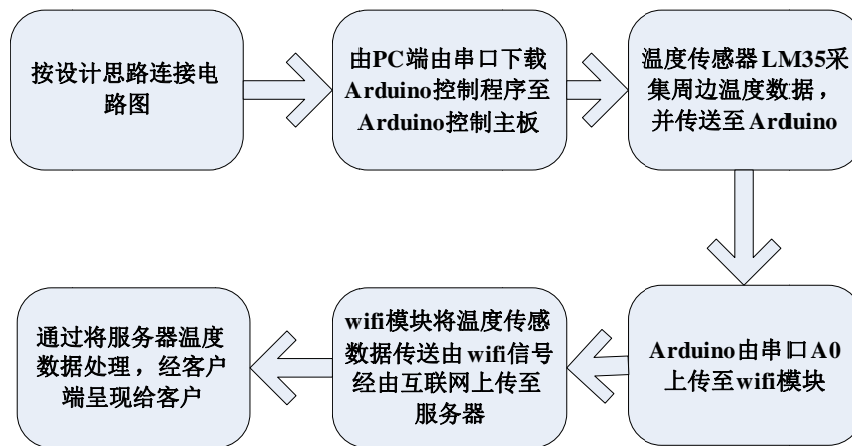 按设计思路连接电
路图
由PC端由串口下载
Arduino控制程序至
Arduino控制主板
温度传感器LM35采
集周边温度数据，
并传送至Arduino
Arduino由串口A0
上传至wifi模块
wifi模块将温度传感
数据传送由wifi信号
经由互联网上传至
服务器
通过将服务器温度
数据处理，经客户
端呈现给客户